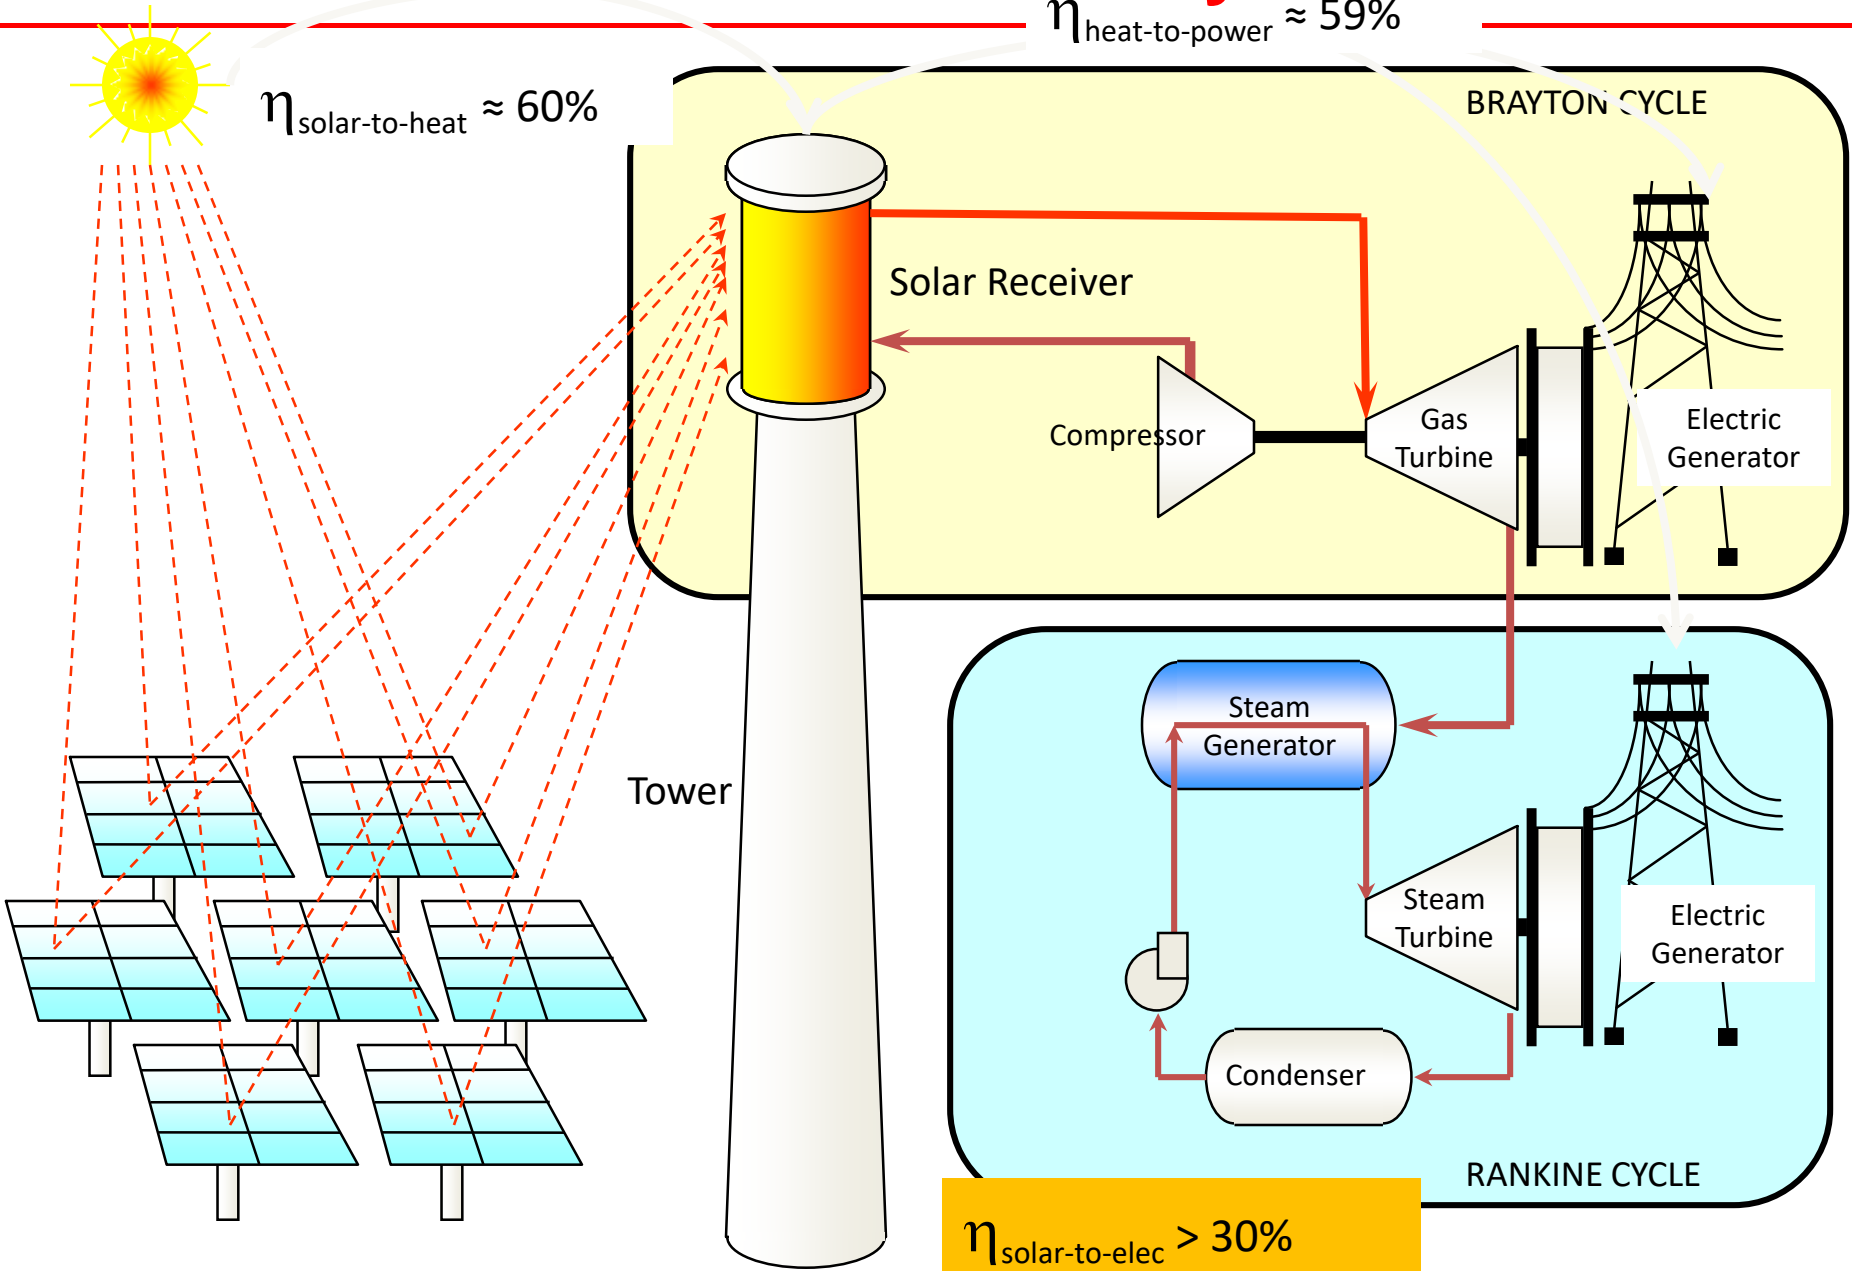 ηheat-to-power ≈ 59%
ηsolar-to-heat ≈ 60%
BRAYTON CYCLE
Solar Receiver
Compressor
Gas
Turbine
Electric
Generator
Steam
Generator
Tower
Steam
Turbine
Electric
Generator
Condenser
RANKINE CYCLE
ηsolar-to-elec > 30%